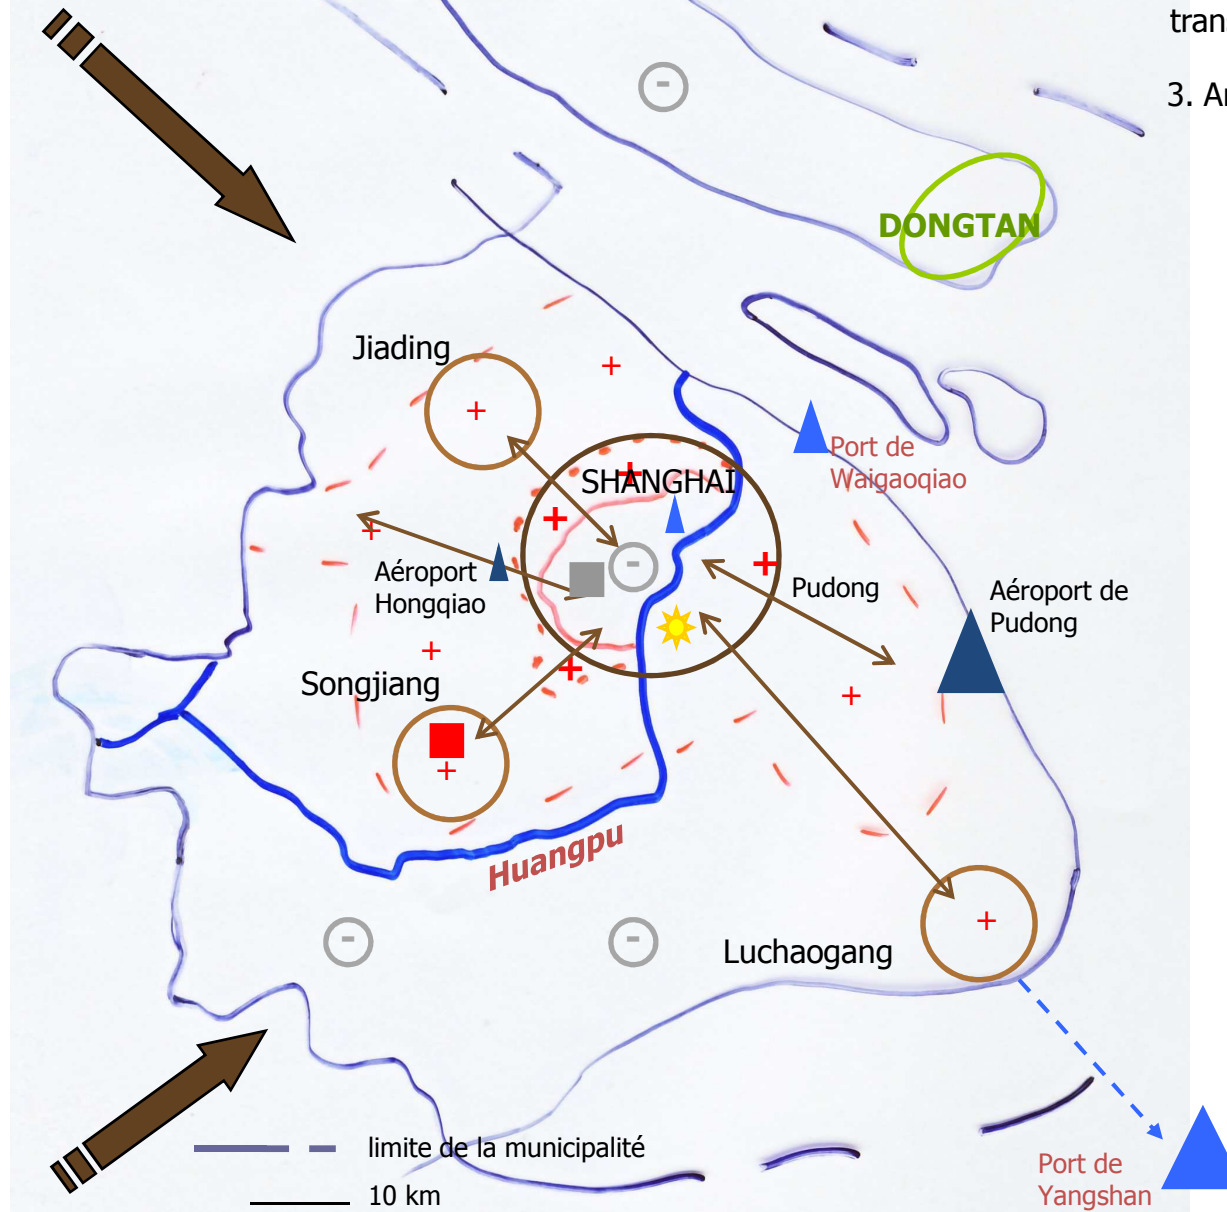 tran
3. Ar
DONGTAN
Jiading
SHANGHAI
Port de
Waigaoqiao
Aéroport
Hongqiao
Pudong
Aéroport de
Pudong
Songjiang
Huangpu
Luchaogang
limite de la municipalité
10 km
Port de
Yangshan